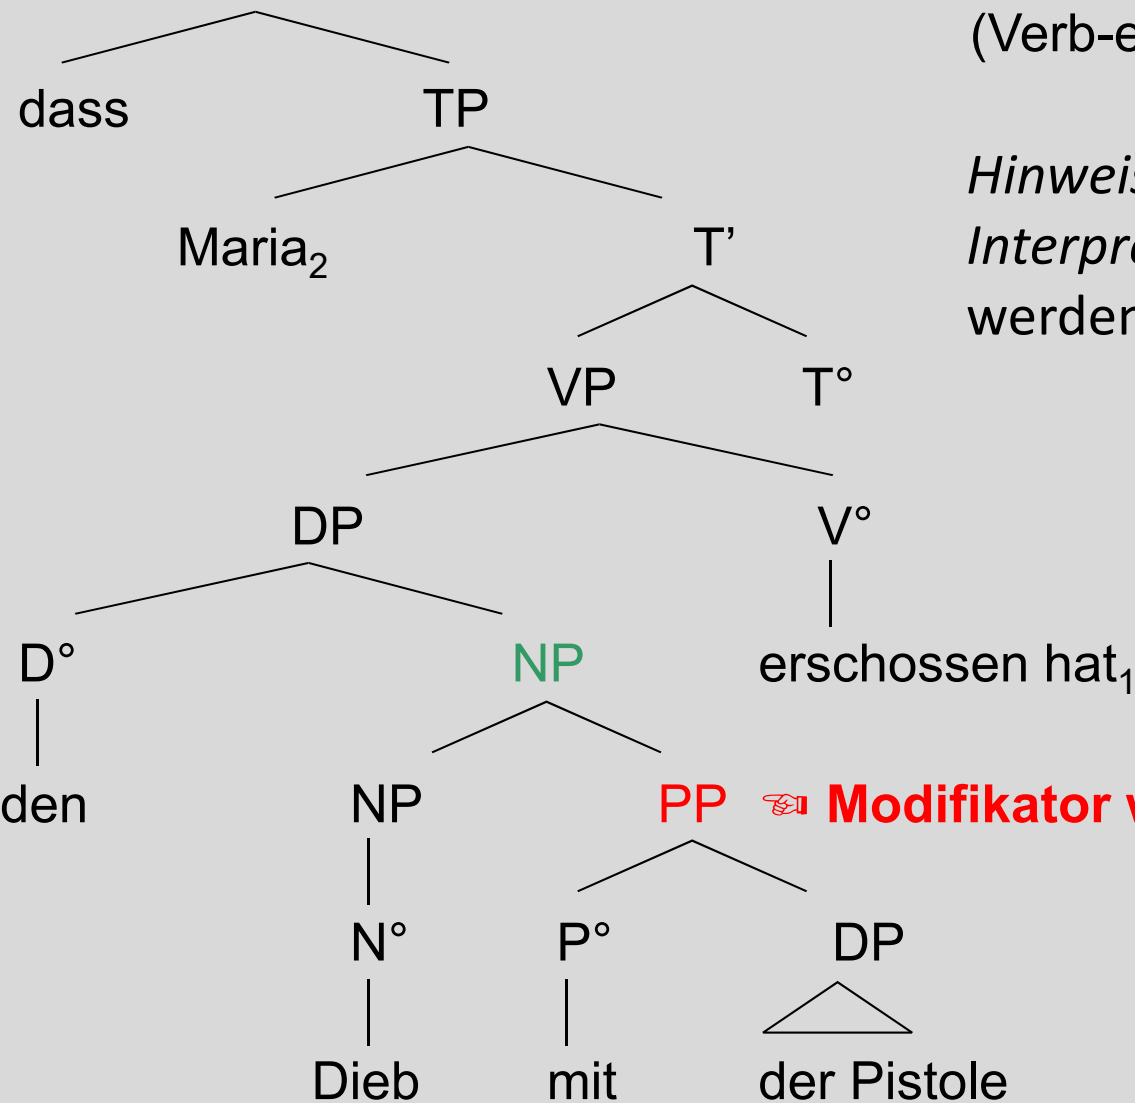 (Verb-e
dass TP
Hinweis
Maria₂ T’ Interpre
werden
VP T°
DP V°
D° NP erschossen hat₁
den NP PP ☜ Modifikator
N° P° DP
Dieb mit der Pistole